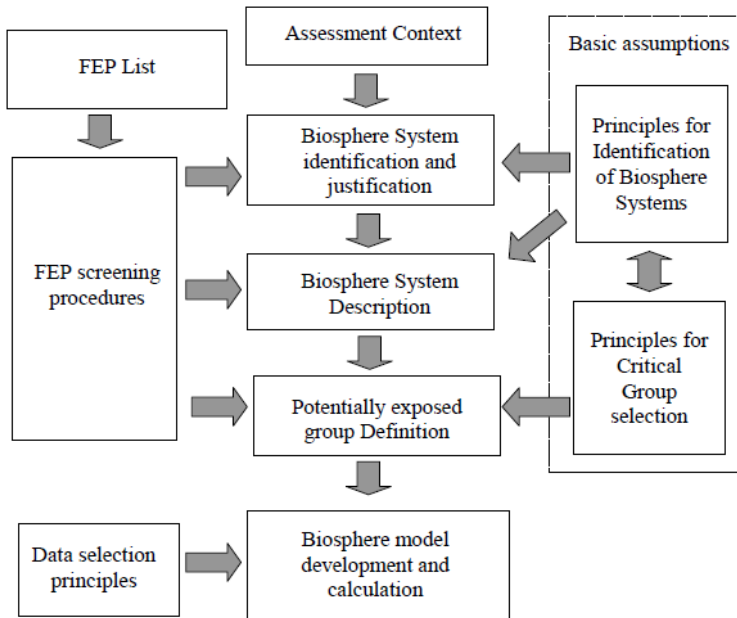 FEP List
Assessment Context
Basic assumptions
Biosphere System
identification and
justification
Principles for
Identification
of Biosphere
Systems
FEP screening
procedures
Biosphere System
Description
Principles for
Critical
Group
selection
Potentially exposed
group Definition
Data selection
principles
Biosphere model
development and
calculation